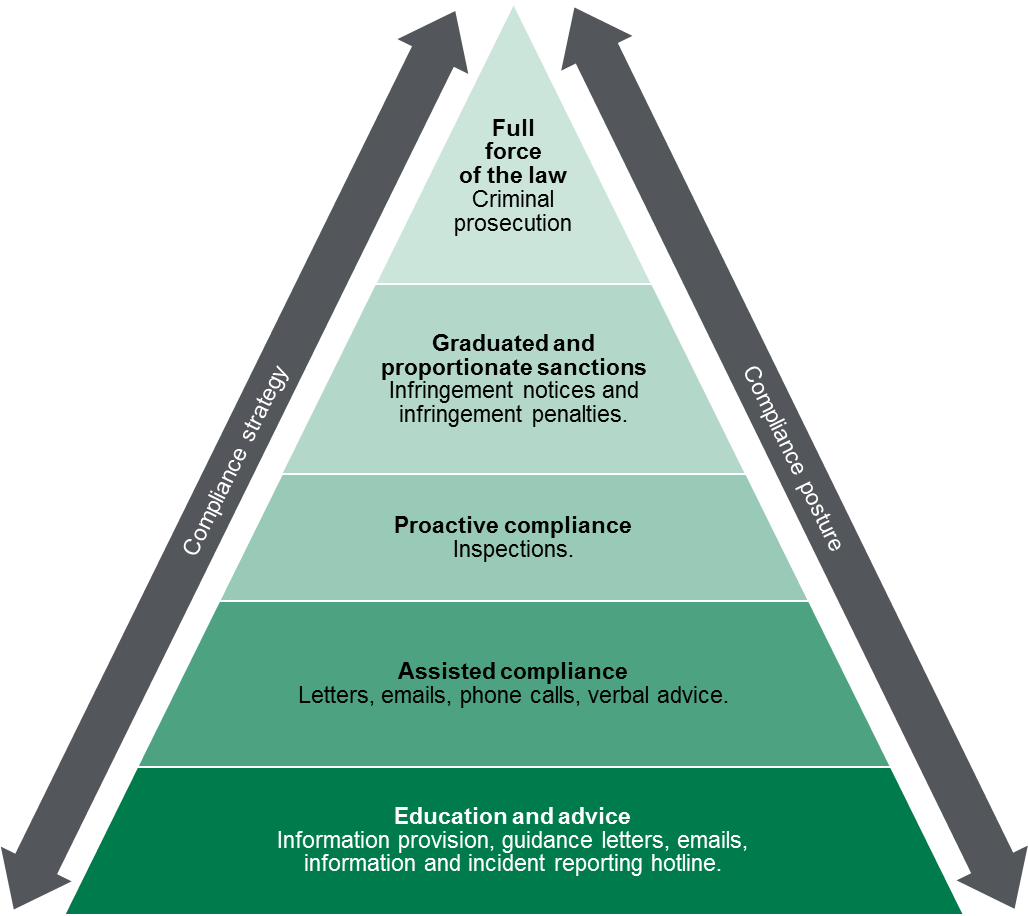 Full
force
of the law
Criminal
prosecution
Graduated and
proportionate sanctions
Infringement notices and
infringement penalties.
Compliance strategy
Compliance posture
Proactive compliance
Inspections.
Assisted compliance
Letters, emails, phone calls, verbal advice.
Education and advice
Information provision, guidance letters, emails,
information and incident reporting hotline.